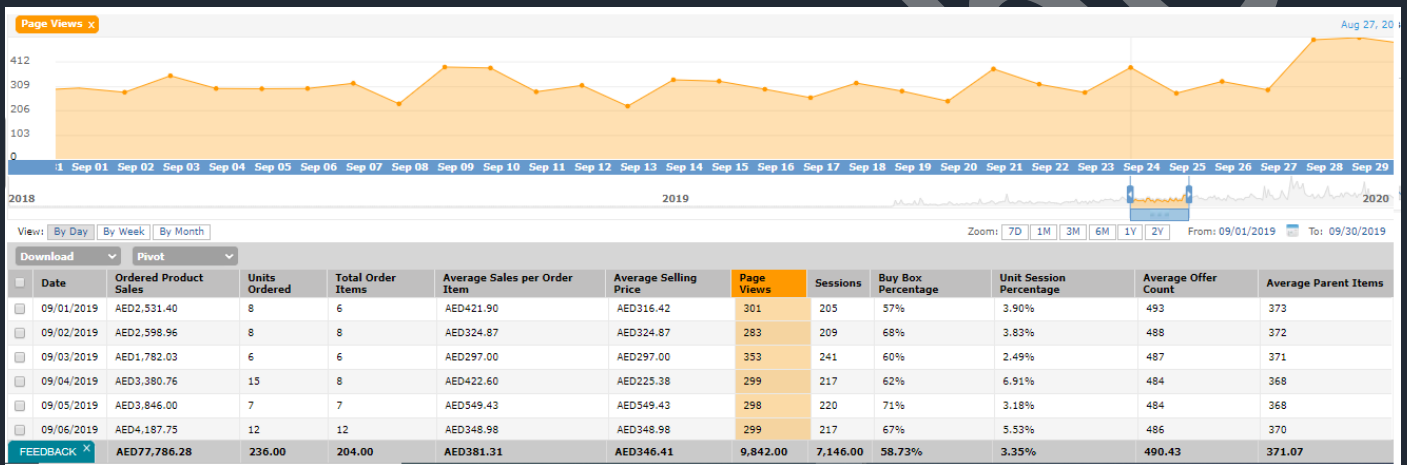 Page Views x
Aug 27, 20
412
309
206
103
0
Sep 01 Sep 02 Sep 03 Sep 04 Sep 05 Sep 06 Sep 07 Sep 08 Sep 09 Sep 10 Sep 11 Sep 12 Sep 13 Sep 14 Sep 15 Sep 16 Sep 17 Sep 18 Sep 19 Sep 20 Sep 21 Sep 22 Sep 23 Sep 24 Sep 25 Sep 26 Sep 27 Sep 28 Sep 29
2018 2019 2020
View: By Day By Week By Month Zoom: 7D 1M 3M 6M 1Y 2Y From: 09/01/2019 To: 09/30/2019
Download Pivot
Date Ordered Product Sales Units Ordered Total Order Items Average Sales per Order Item Average Selling Price Page Views Sessions Buy Box Percentage Unit Session Percentage Average Offer Count Average Parent Items
09/01/2019 AED2,531.40 8 6 AED421.90 AED316.42 301 205 57% 3.90% 493 373
09/02/2019 AED2,598.96 8 8 AED324.87 AED324.87 283 209 68% 3.83% 488 372
09/03/2019 AED1,782.03 6 6 AED297.00 AED297.00 353 241 60% 2.49% 487 371
09/04/2019 AED3,380.76 15 8 AED422.60 AED225.38 299 217 62% 6.91% 484 368
09/05/2019 AED3,846.00 7 7 AED549.43 AED549.43 298 220 71% 3.18% 484 368
09/06/2019 AED4,187.75 12 12 AED348.98 AED348.98 299 217 67% 5.53% 486 370
FEEDBACK X AED77,786.28 236.00 204.00 AED381.31 AED346.41 9,842.00 7,146.00 58.73% 3.35% 490.43 371.07